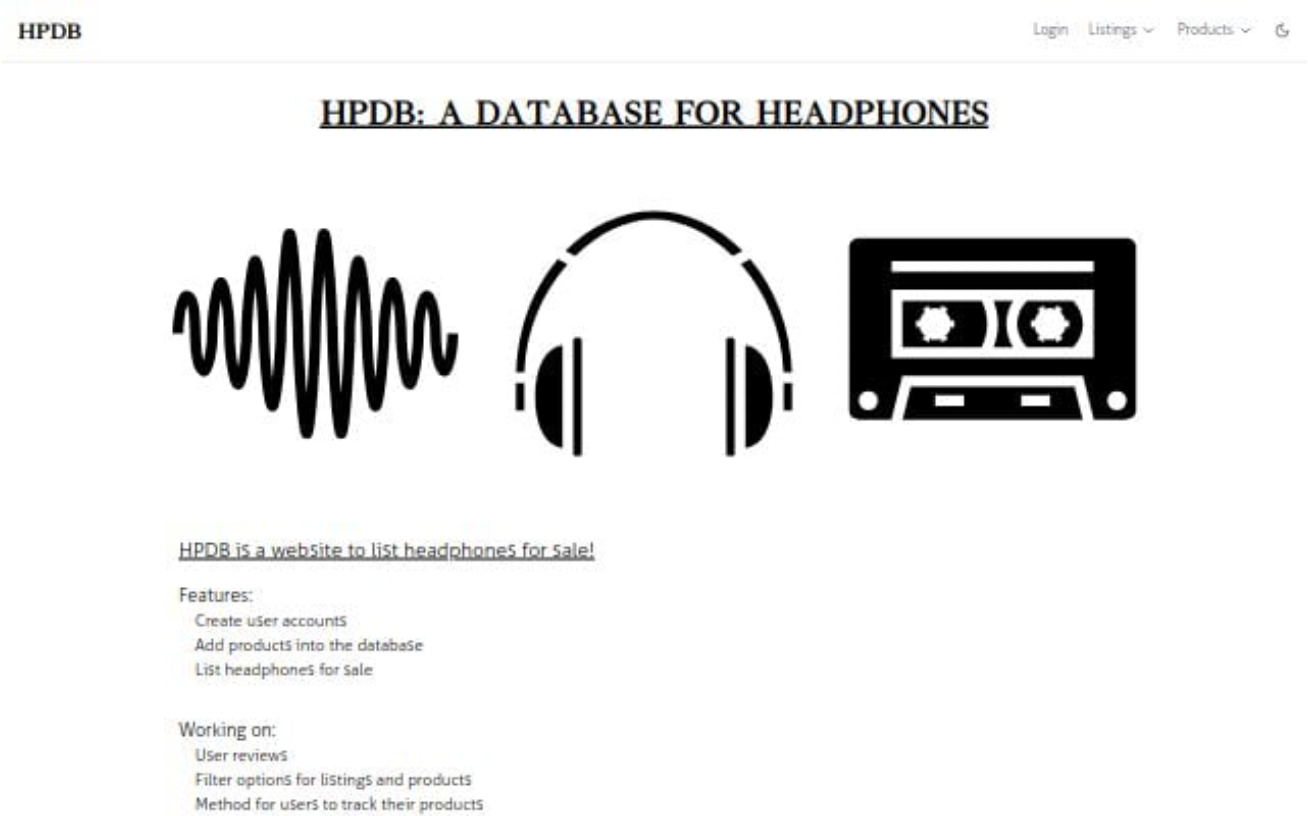 HPDB
Login Listings Products
HPDB: A DATABASE FOR HEADPHONES
HPDB is a website to list headphones for sale!
Features:
Create user accounts
Add products into the database
List headphones for sale
Working on:
User reviews
Filter options for listings and products
Method for users to track their products